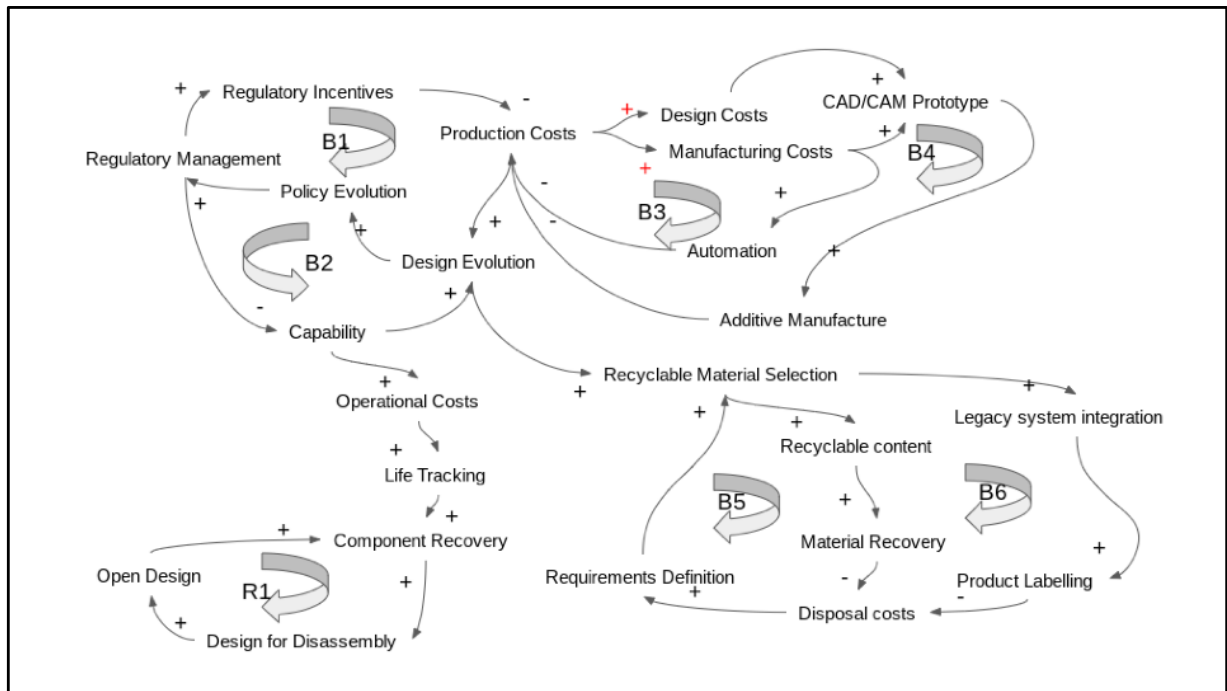 +
Regulatory Incentives
-
Production Costs
+
Design Costs
+
CAD/CAM Prototype
B1
Regulatory Management
Manufacturing Costs
+
B4
+
Policy Evolution
+
-
+
B3
-
+
+
Automation
+
B2
Design Evolution
+
-
Capability
+
Additive Manufacture
+
Operational Costs
+
Recyclable Material Selection
+
Legacy system integration
+
+
Recyclable content
+
Life Tracking
B5
+
B6
+
Component Recovery
+
Material Recovery
+
Open Design
R1
+
Requirements Definition
+
-
Product Labelling
-
Disposal costs
+
Design for Disassembly